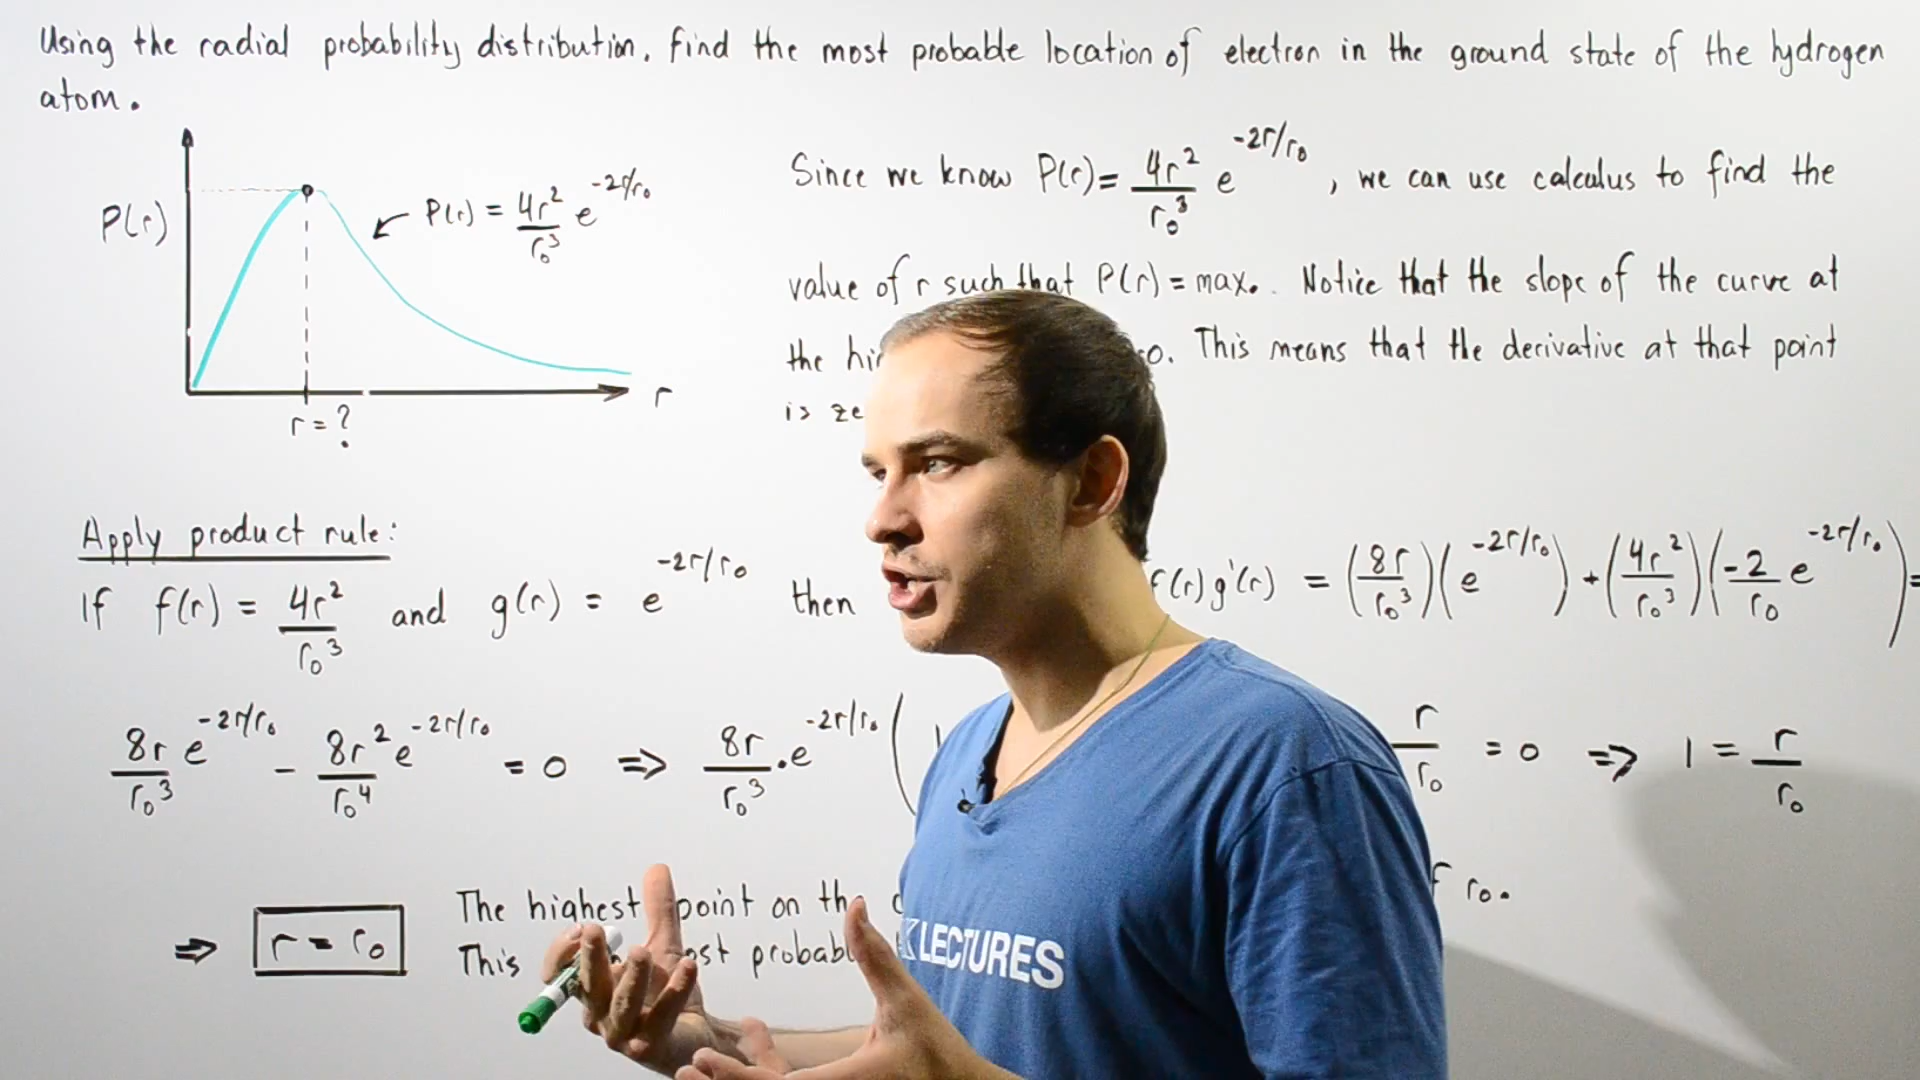 Using the radial probability distribution, find the most probable location of electron in the ground state of the hydrogen
atom.
P(r)
P(r) = 4r²/r₀³ e^(-2r/r₀)
r
r = ?
Since we know P(r) = 4r²/r₀³ e^(-2r/r₀), we can use calculus to find the
value of r such that P(r) = max. Notice that the slope of the curve at
the This means that the derivative at that point
is
Apply product rule:
If f(r) = 4r²/r₀³ and g(r) = e^(-2r/r₀) then f(r)g'(r) = (8r/r₀³)(e^(-2r/r₀)) + (4r²/r₀³)(-2/r₀ e^(-2r/r₀)) =
8r/r₀³ e^(-2r/r₀) - 8r²/r₀⁴ e^(-2r/r₀) = 0 ⇒ 8r/r₀³ · e^(-2r/r₀) ( 1 r/r₀ = 0 ⇒ 1 = r/r₀
⇒ r = r₀
The highest point on the r₀.
This
LECTURES